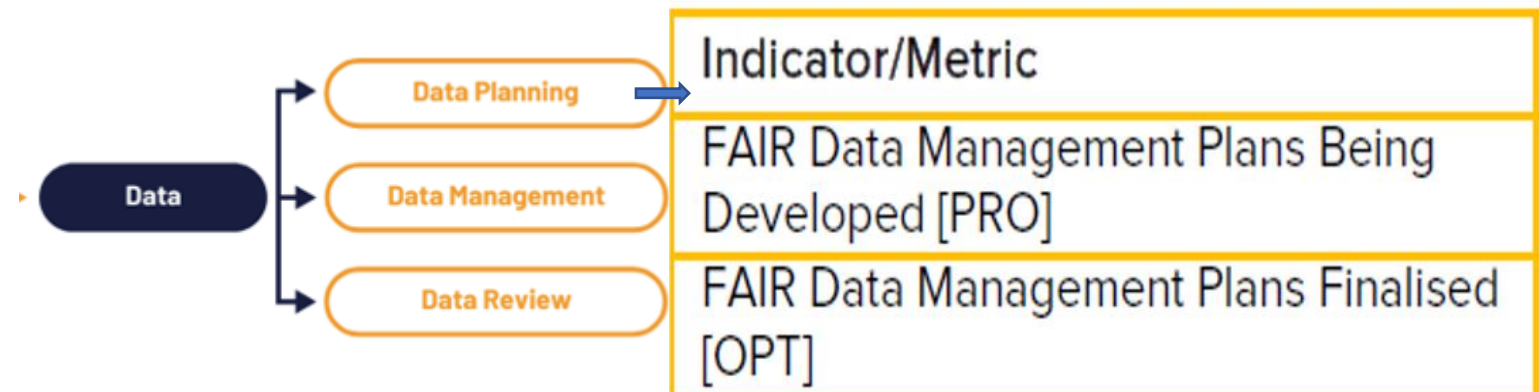 Data
Data Planning
Data Management
Data Review
Indicator/Metric
FAIR Data Management Plans Being
Developed [PRO]
FAIR Data Management Plans Finalised
[OPT]